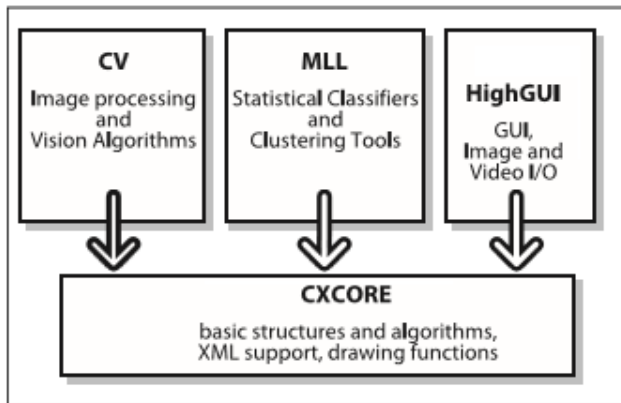 CV
Image processing
and
Vision Algorithms
MLL
Statistical Classifiers
and
Clustering Tools
HighGUI
GUI,
Image and
Video I/O
CXCORE
basic structures and algorithms,
XML support, drawing functions